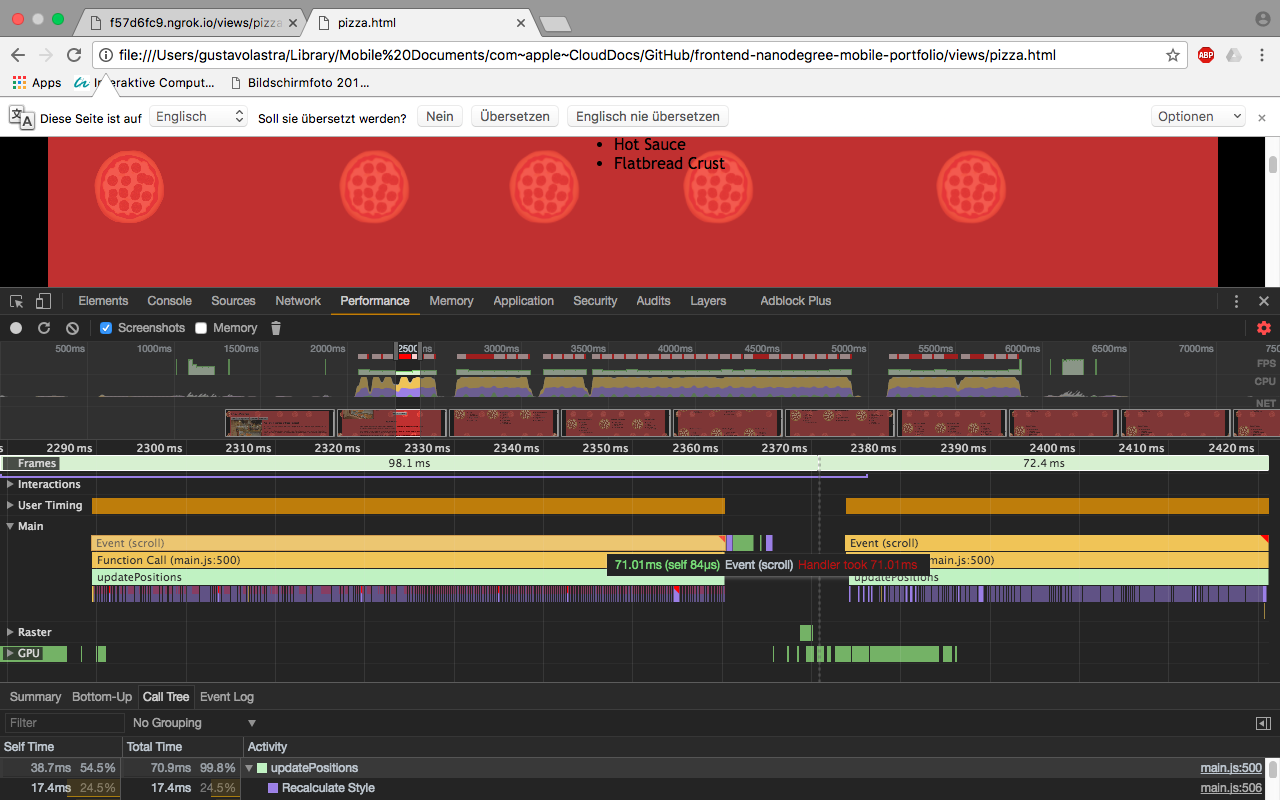 f57d6fc9.ngrok.io/views/pizza
pizza.html
file:///Users/gustavolastra/Library/Mobile%20Documents/com~apple~CloudDocs/GitHub/frontend-nanodegree-mobile-portfolio/views/pizza.html
ABP
Apps
Interaktive Comput...
Bildschirmfoto 201...
Diese Seite ist auf
Englisch
Soll sie übersetzt werden?
Nein
Übersetzen
Englisch nie übersetzen
Optionen
Hot Sauce
Flatbread Crust
Elements Console Sources Network Performance Memory Application Security Audits Layers Adblock Plus
Screenshots Memory
500ms 1000ms 1500ms 2000ms 2500ms 3000ms 3500ms 4000ms 4500ms 5000ms 5500ms 6000ms 6500ms 7000ms 750
FPS
CPU
NET
s 2290 ms 2300 ms 2310 ms 2320 ms 2330 ms 2340 ms 2350 ms 2360 ms 2370 ms 2380 ms 2390 ms 2400 ms 2410 ms 2420 ms
Frames 98.1 ms 72.4 ms
Interactions
User Timing
Main
Event (scroll) Event (scroll)
Function Call (main.js:500) main.js:500)
71.01ms (self 84µs) Event (scroll) Handler took 71.01ms
updatePositions updatePositions
Raster
GPU
Summary Bottom-Up Call Tree Event Log
Filter No Grouping
Self Time Total Time Activity
38.7ms 54.5% 70.9ms 99.8% updatePositions main.js:500
17.4ms 24.5% 17.4ms 24.5% Recalculate Style main.js:506